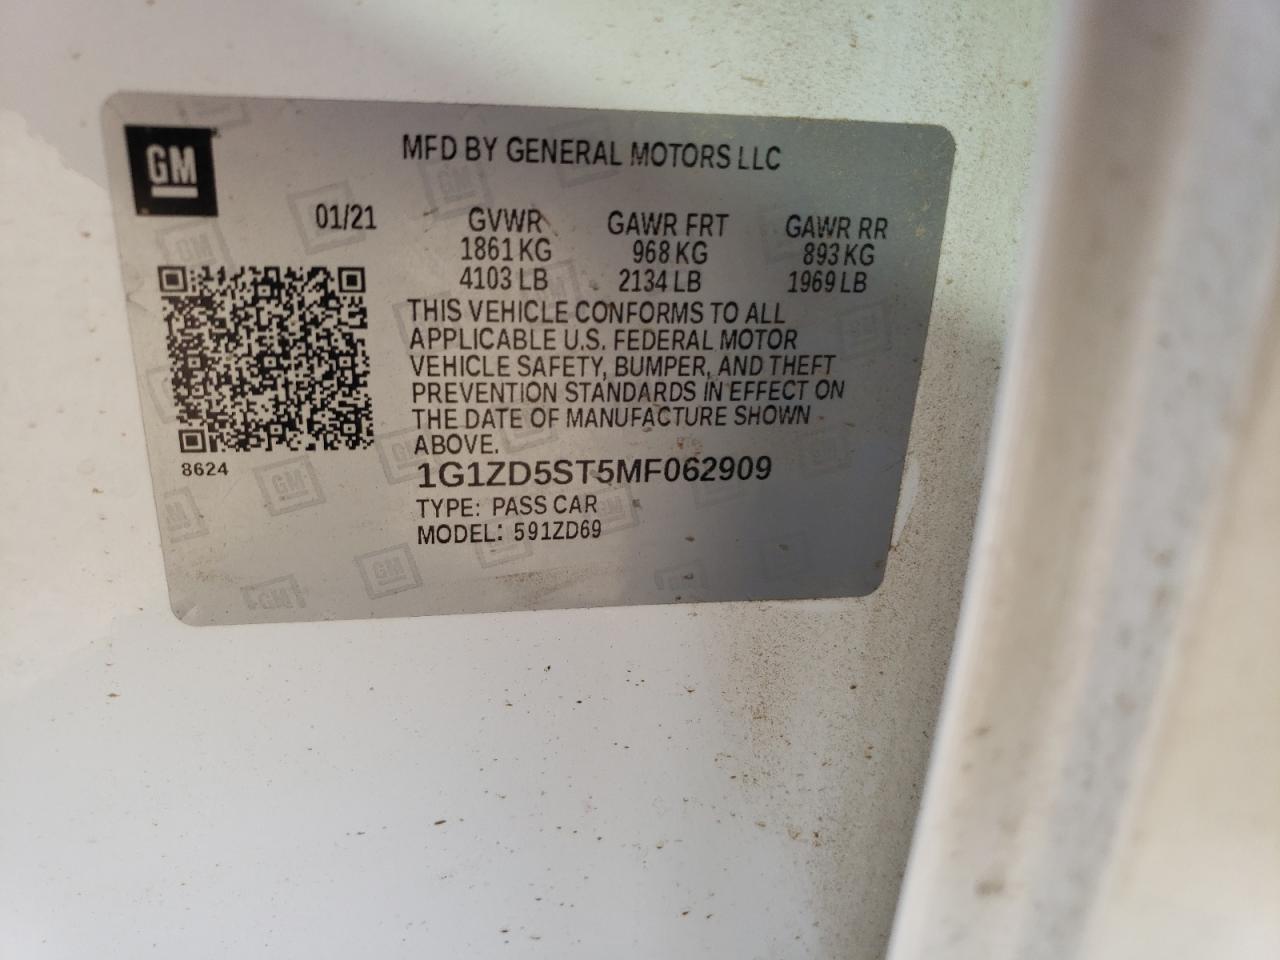 GM
MFD BY GENERAL MOTORS LLC
01/21 GVWR GAWR FRT GAWR RR
1861 KG 968 KG 893 KG
4103 LB 2134 LB 1969 LB
THIS VEHICLE CONFORMS TO ALL
APPLICABLE U.S. FEDERAL MOTOR
VEHICLE SAFETY, BUMPER, AND THEFT
PREVENTION STANDARDS IN EFFECT ON
THE DATE OF MANUFACTURE SHOWN
ABOVE.
8624
1G1ZD5ST5MF062909
TYPE: PASS CAR
MODEL: 591ZD69